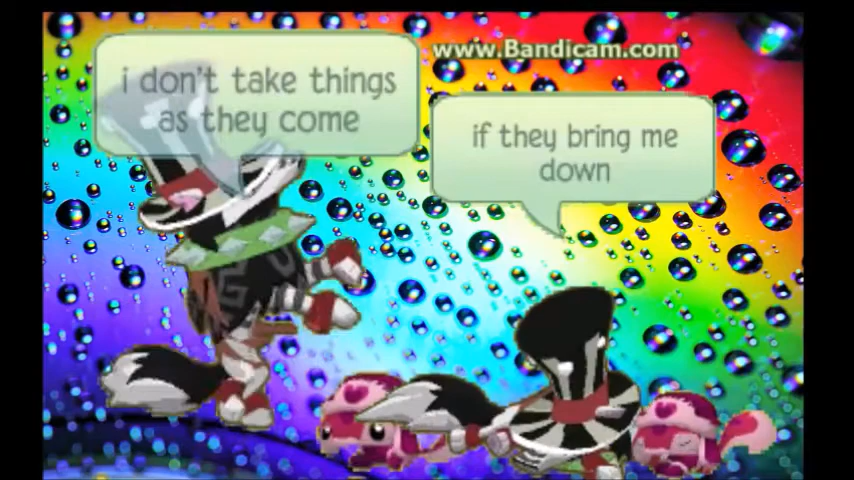 www.Bandicam.com
i don't take things
as they come
if they bring me
down